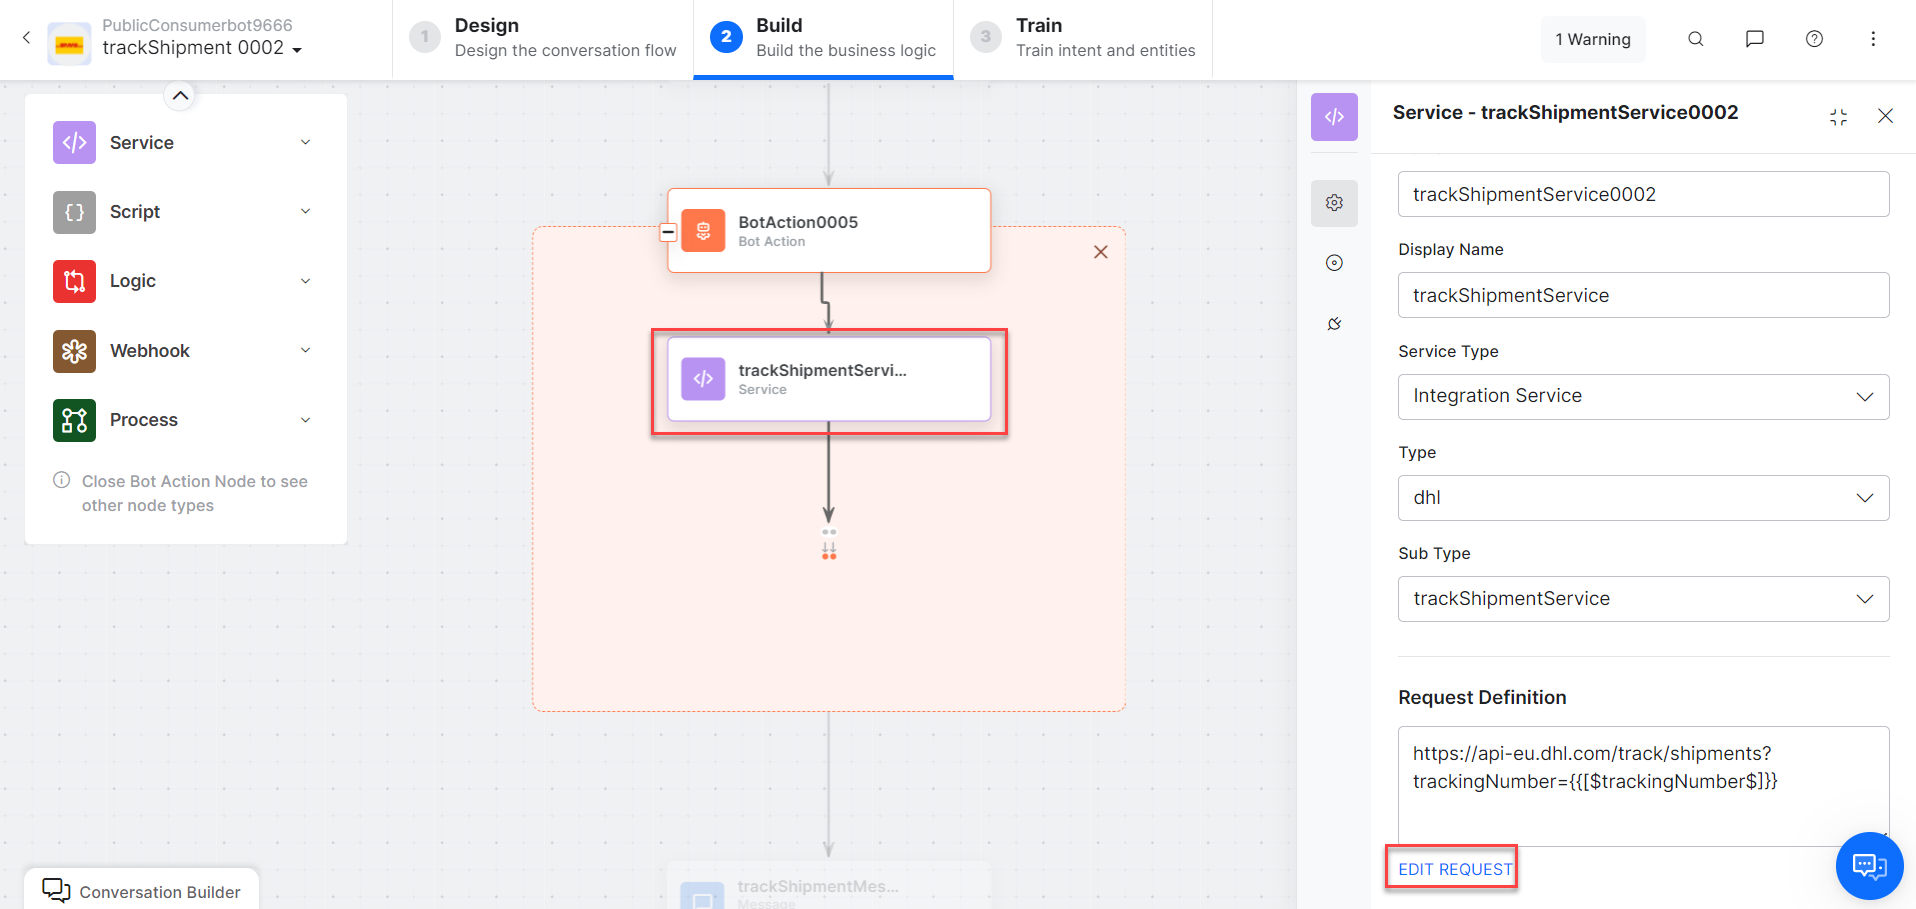 PublicConsumerbot9666
trackShipment 0002
1
Design
Design the conversation flow
2
Build
Build the business logic
3
Train
Train intent and entities
1 Warning
Service
Script
Logic
Webhook
Process
Close Bot Action Node to see
other node types
BotAction0005
Bot Action
trackShipmentServi...
Service
trackShipmentMes...
Message
Conversation Builder
Service - trackShipmentService0002
trackShipmentService0002
Display Name
trackShipmentService
Service Type
Integration Service
Type
dhl
Sub Type
trackShipmentService
Request Definition
https://api-eu.dhl.com/track/shipments?
trackingNumber={{[$trackingNumber$]}}
EDIT REQUEST